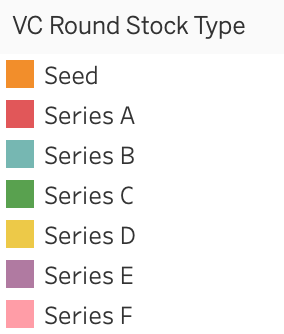 VC Round Stock Type
Seed
Series A
Series B
Series C
Series D
Series E
Series F